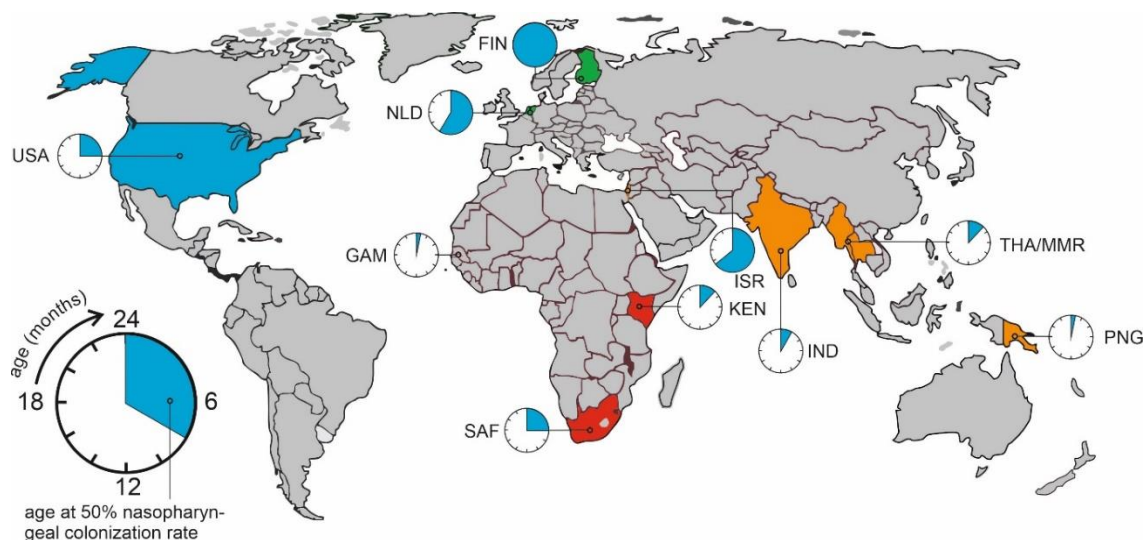 FIN
NLD
USA
GAM
THA/MMR
ISR
KEN
IND
PNG
SAF
age (months)
24
18
6
12
age at 50% nasopharyn-
geal colonization rate